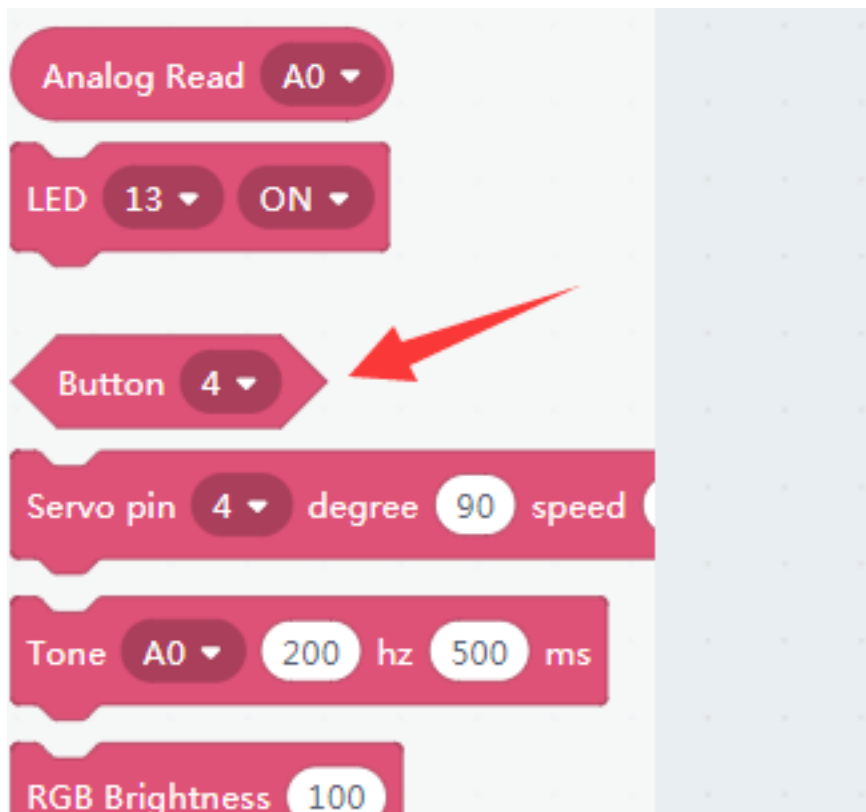 Analog Read A0
LED 13 ON
Button 4
Servo pin 4 degree 90 speed
Tone A0 200 hz 500 ms
RGB Brightness 100